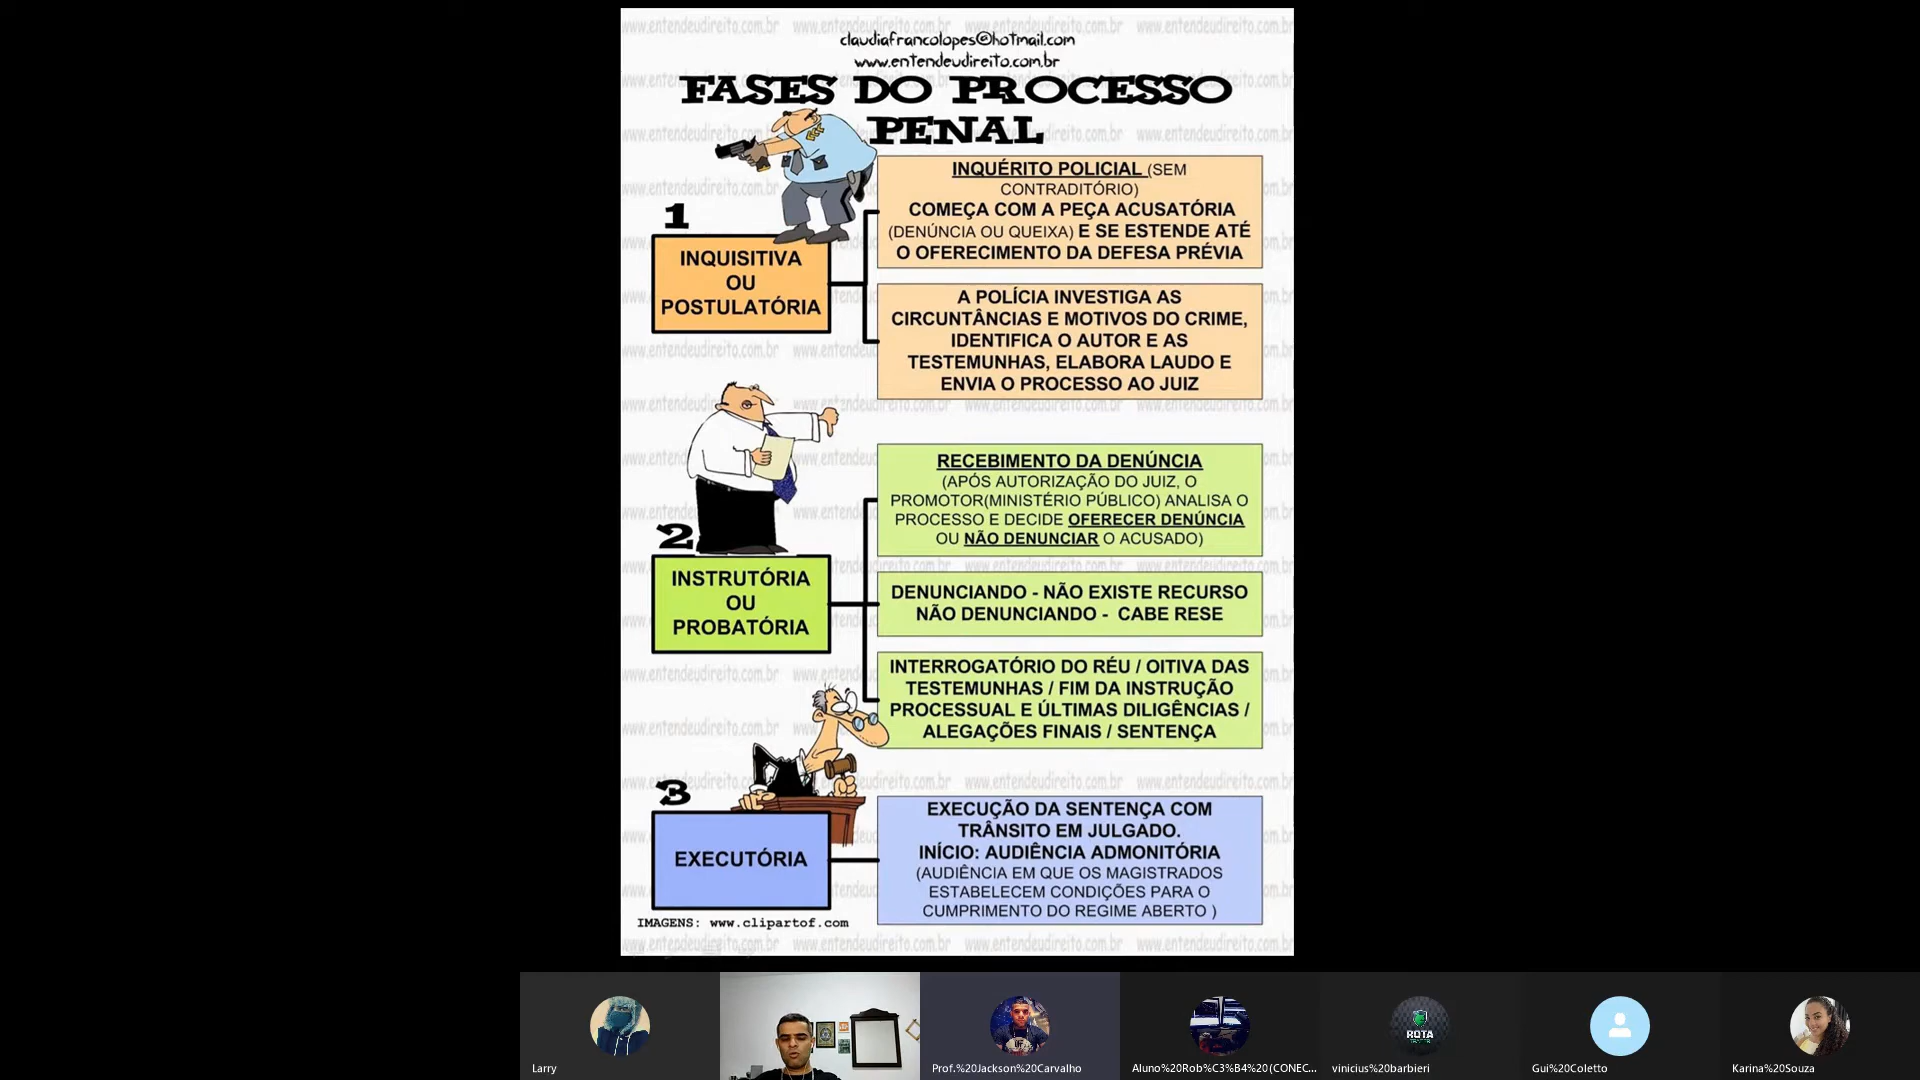 claudiafrancolopes@hotmail.com
www.entendeudireito.com.br
FASES DO PROCESSO
PENAL
1
INQUISITIVA
OU
POSTULATÓRIA
INQUÉRITO POLICIAL (SEM
CONTRADITÓRIO)
COMEÇA COM A PEÇA ACUSATÓRIA
(DENÚNCIA OU QUEIXA) E SE ESTENDE ATÉ
O OFERECIMENTO DA DEFESA PRÉVIA
A POLÍCIA INVESTIGA AS
CIRCUNTÂNCIAS E MOTIVOS DO CRIME,
IDENTIFICA O AUTOR E AS
TESTEMUNHAS, ELABORA LAUDO E
ENVIA O PROCESSO AO JUIZ
2
INSTRUTÓRIA
OU
PROBATÓRIA
RECEBIMENTO DA DENÚNCIA
(APÓS AUTORIZAÇÃO DO JUIZ, O
PROMOTOR(MINISTÉRIO PÚBLICO) ANALISA O
PROCESSO E DECIDE OFERECER DENÚNCIA
OU NÃO DENUNCIAR O ACUSADO)
DENUNCIANDO - NÃO EXISTE RECURSO
NÃO DENUNCIANDO - CABE RESE
INTERROGATÓRIO DO RÉU / OITIVA DAS
TESTEMUNHAS / FIM DA INSTRUÇÃO
PROCESSUAL E ÚLTIMAS DILIGÊNCIAS /
ALEGAÇÕES FINAIS / SENTENÇA
3
EXECUTÓRIA
EXECUÇÃO DA SENTENÇA COM
TRÂNSITO EM JULGADO.
INÍCIO: AUDIÊNCIA ADMONITÓRIA
(AUDIÊNCIA EM QUE OS MAGISTRADOS
ESTABELECEM CONDIÇÕES PARA O
CUMPRIMENTO DO REGIME ABERTO )
IMAGENS: www.clipartof.com
ROTA
Larry
Prof.%20Jackson%20Carvalho
Aluno%20Rob%C3%B4%20(CONEC...
vinicius%20barbieri
Gui%20Coletto
Karina%20Souza